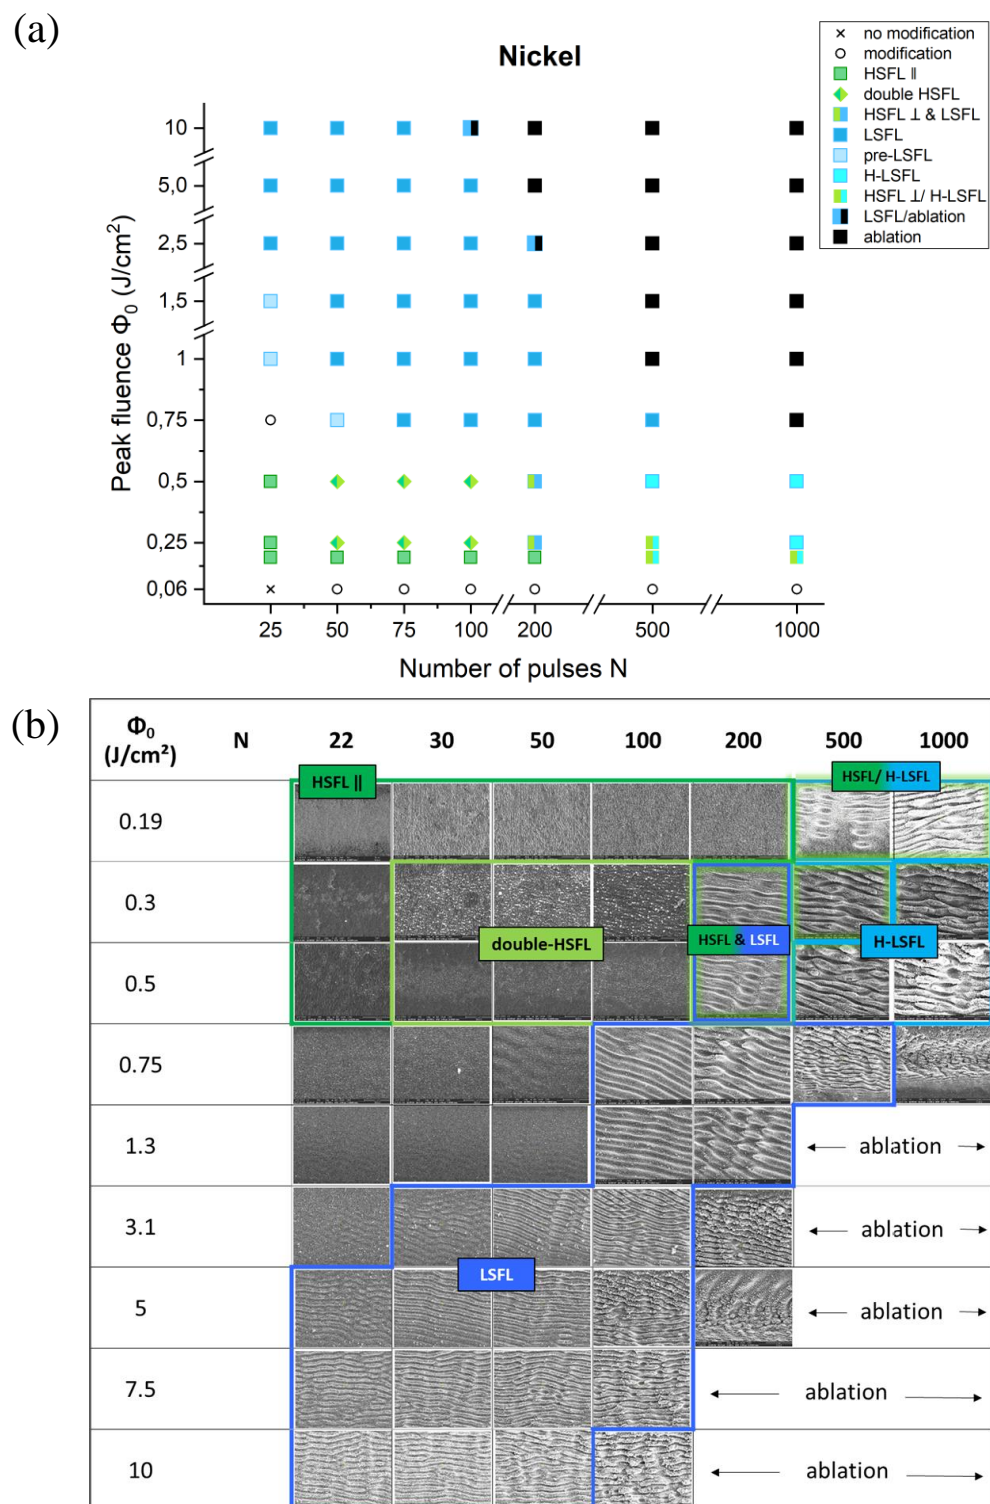 (a)
Nickel
no modification
modification
HSFL ∥
double HSFL
HSFL ⊥ & LSFL
LSFL
pre-LSFL
H-LSFL
HSFL ⊥/ H-LSFL
LSFL/ablation
ablation
Peak fluence Φ0 (J/cm²)
10
5,0
2,5
1,5
1
0,75
0,5
0,25
0,06
25 50 75 100 200 500 1000
Number of pulses N
(b)
Φ0 (J/cm²) N 22 30 50 100 200 500 1000
HSFL ∥
HSFL/ H-LSFL
0.19
0.3
double-HSFL
HSFL & LSFL
H-LSFL
0.5
0.75
1.3
ablation
3.1
ablation
LSFL
5
ablation
7.5
ablation
10
ablation